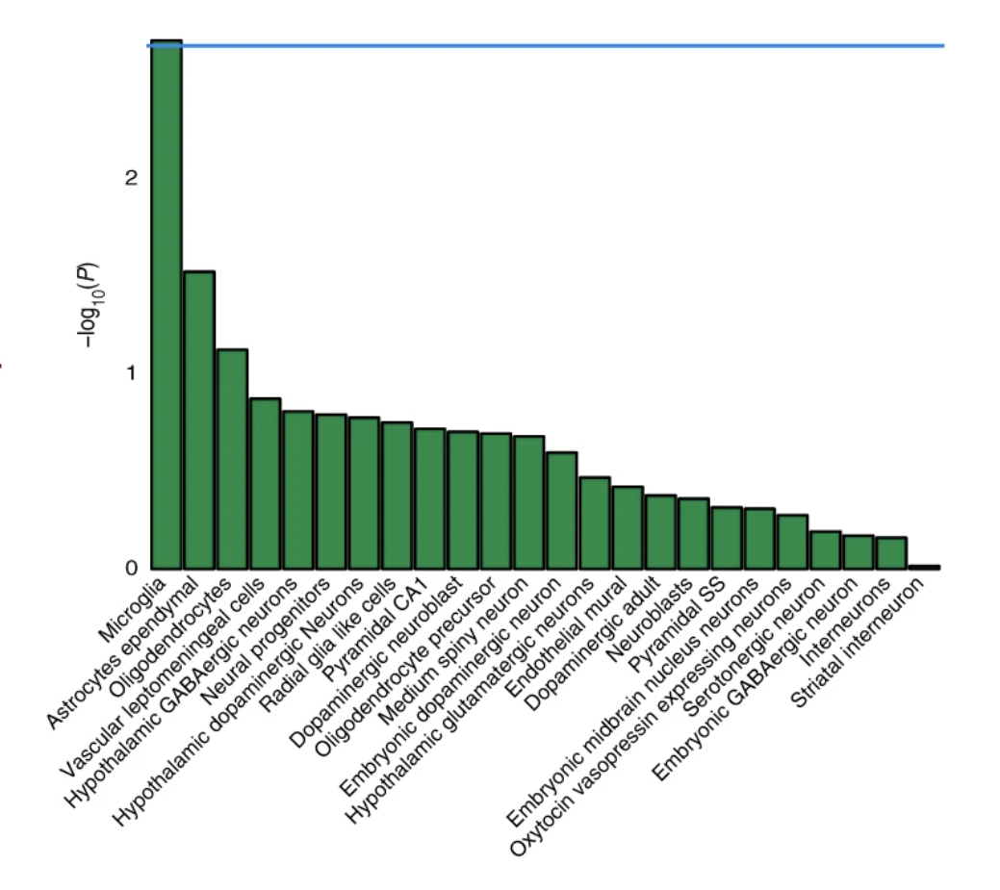 2
1
0
−log10(P)
Microglia
Astrocytes ependymal
Oligodendrocytes
Vascular leptomeningeal cells
Hypothalamic GABAergic neurons
Neural progenitors
Hypothalamic dopaminergic Neurons
Radial glia like cells
Pyramidal CA1
Dopaminergic neuroblast
Oligodendrocyte precursor
Medium spiny neuron
Embryonic dopaminergic neuron
Hypothalamic glutamatergic neurons
Endothelial mural
Dopaminergic adult
Neuroblasts
Pyramidal SS
Embryonic midbrain nucleus neurons
Oxytocin vasopressin expressing neurons
Serotonergic neuron
Embryonic GABAergic neuron
Interneurons
Striatal interneuron